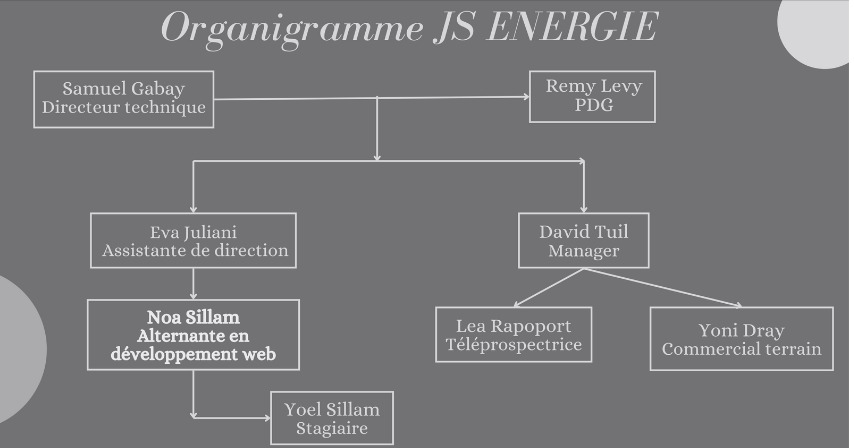 Organigramme JS ENERGIE
Samuel Gabay
Directeur technique
Remy Levy
PDG
Eva Juliani
Assistante de direction
David Tuil
Manager
Noa Sillam
Alternante en
développement web
Lea Rapoport
Téléprospectrice
Yoni Dray
Commercial terrain
Yoel Sillam
Stagiaire